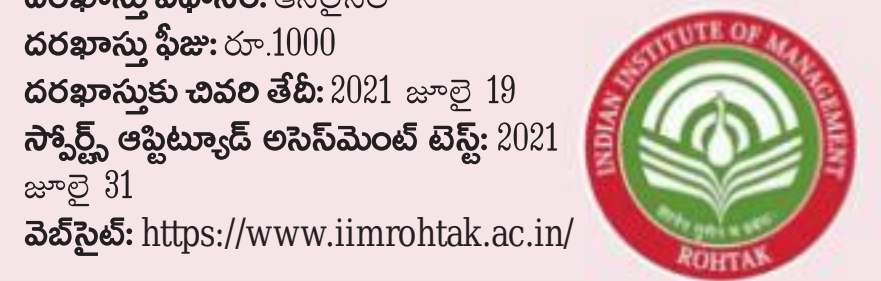 దరఖాస్తు ఫీజు: రూ.1000
దరఖాస్తుకు చివరి తేదీ: 2021 జూలై 19
స్పోర్ట్స్ ఆప్టిట్యూడ్ అసెస్‌మెంట్ టెస్ట్: 2021
జూలై 31
వెబ్‌సైట్: https://www.iimrohtak.ac.in/
INDIAN INSTITUTE OF MANAGEMENT
ROHTAK